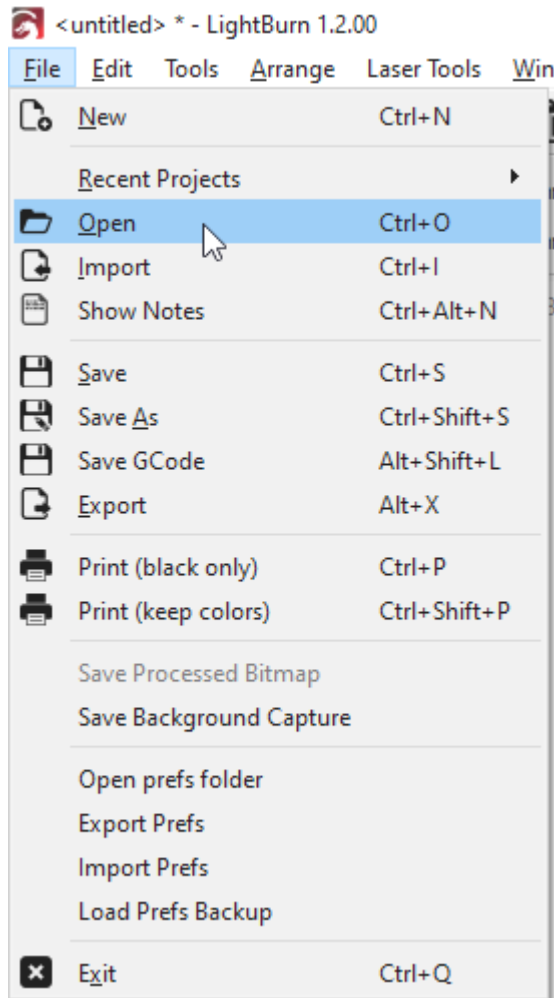 <untitled> * - LightBurn 1.2.00
File Edit Tools Arrange Laser Tools Win
New Ctrl+N
Recent Projects
Open Ctrl+O
Import Ctrl+I
Show Notes Ctrl+Alt+N
Save Ctrl+S
Save As Ctrl+Shift+S
Save GCode Alt+Shift+L
Export Alt+X
Print (black only) Ctrl+P
Print (keep colors) Ctrl+Shift+P
Save Processed Bitmap
Save Background Capture
Open prefs folder
Export Prefs
Import Prefs
Load Prefs Backup
Exit Ctrl+Q